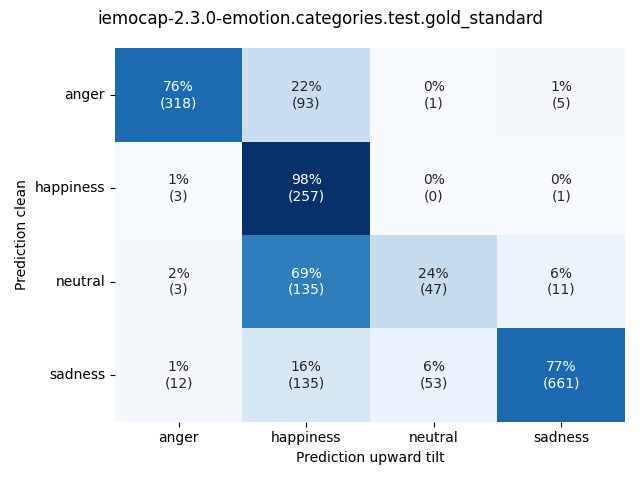 iemocap-2.3.0-emotion.categories.test.gold_standard
Prediction clean
anger
76% 22% 0% 1%
(318) (93) (1) (5)
happiness
1% 98% 0% 0%
(3) (257) (0) (1)
neutral
2% 69% 24% 6%
(3) (135) (47) (11)
sadness
1% 16% 6% 77%
(12) (135) (53) (661)
anger happiness neutral sadness
Prediction upward tilt